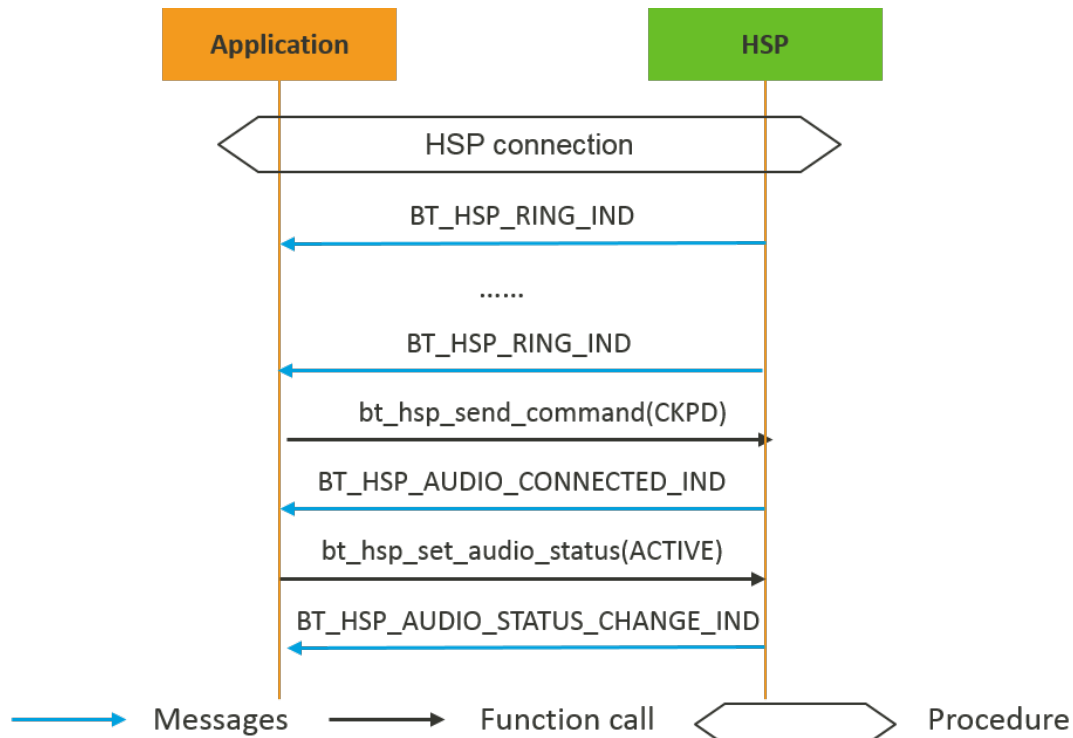 Application
HSP
HSP connection
BT_HSP_RING_IND
......
BT_HSP_RING_IND
bt_hsp_send_command(CKPD)
BT_HSP_AUDIO_CONNECTED_IND
bt_hsp_set_audio_status(ACTIVE)
BT_HSP_AUDIO_STATUS_CHANGE_IND
Messages
Function call
Procedure